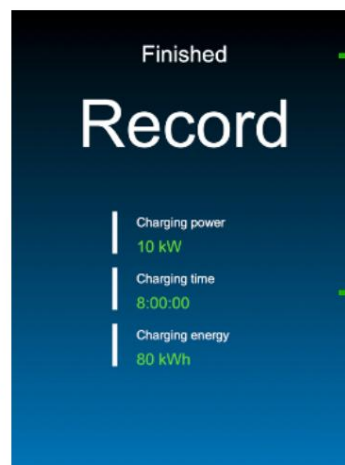 Finished
Record
Charging power
10 kW
Charging time
8:00:00
Charging energy
80 kWh